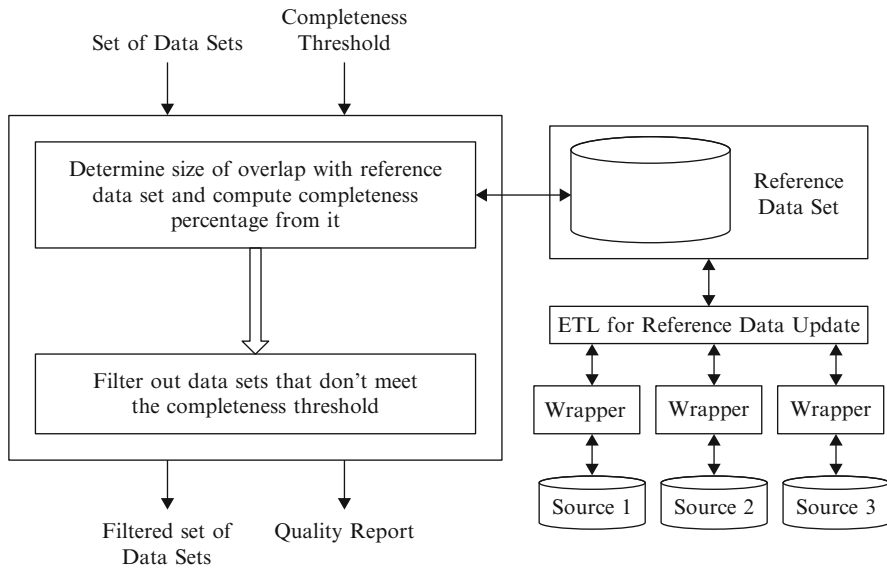 Set of Data Sets
Completeness
Threshold
Determine size of overlap with reference
data set and compute completeness
percentage from it
Filter out data sets that don't meet
the completeness threshold
Filtered set of
Data Sets
Quality Report
Reference
Data Set
ETL for Reference Data Update
Wrapper
Wrapper
Wrapper
Source 1
Source 2
Source 3